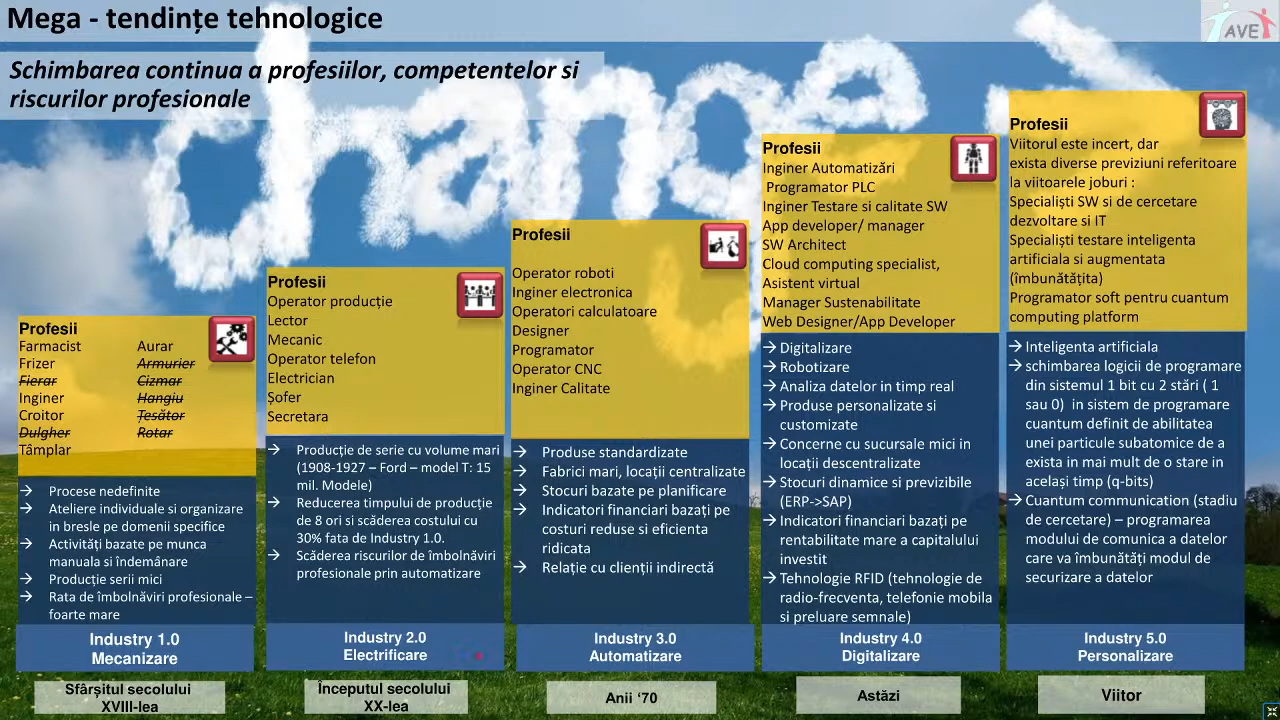 Mega - tendințe tehnologice
AVE
Schimbarea continua a profesiilor, competentelor si
riscurilor profesionale
change
Profesii
Farmacist
Frizer
Fierar
Inginer
Croitor
Dulgher
Tâmplar
Aurar
Armurier
Cizmar
Hangiu
Țesător
Rotar
→ Procese nedefinite
→ Ateliere individuale si organizare
in bresle pe domenii specifice
→ Activități bazate pe munca
manuala si îndemânare
→ Producție serii mici
→ Rata de îmbolnăviri profesionale –
foarte mare
Industry 1.0
Mecanizare
Sfârșitul secolului
XVIII-lea
Profesii
Operator producție
Lector
Mecanic
Operator telefon
Electrician
Șofer
Secretara
→ Producție de serie cu volume mari
(1908-1927 – Ford – model T: 15
mil. Modele)
→ Reducerea timpului de producție
de 8 ori si scăderea costului cu
30% fata de Industry 1.0.
→ Scăderea riscurilor de îmbolnăviri
profesionale prin automatizare
Industry 2.0
Electrificare
Începutul secolului
XX-lea
Profesii
Operator roboti
Inginer electronica
Operatori calculatoare
Designer
Programator
Operator CNC
Inginer Calitate
→ Produse standardizate
→ Fabrici mari, locații centralizate
→ Stocuri bazate pe planificare
→ Indicatori financiari bazați pe
costuri reduse si eficienta
ridicata
→ Relație cu clienții indirectă
Industry 3.0
Automatizare
Anii ‘70
Profesii
Inginer Automatizări
Programator PLC
Inginer Testare si calitate SW
App developer/ manager
SW Architect
Cloud computing specialist,
Asistent virtual
Manager Sustenabilitate
Web Designer/App Developer
→ Digitalizare
→ Robotizare
→ Analiza datelor in timp real
→ Produse personalizate si
customizate
→ Concerne cu sucursale mici in
locații descentralizate
→ Stocuri dinamice si previzibile
(ERP->SAP)
→ Indicatori financiari bazați pe
rentabilitate mare a capitalului
investit
→ Tehnologie RFID (tehnologie de
radio-frecventa, telefonie mobila
si preluare semnale)
Industry 4.0
Digitalizare
Astăzi
Profesii
Viitorul este incert, dar
exista diverse previziuni referitoare
la viitoarele joburi :
Specialiști SW si de cercetare
dezvoltare si IT
Specialiști testare inteligenta
artificiala si augmentata
(îmbunătățita)
Programator soft pentru cuantum
computing platform
→ Inteligenta artificiala
→ schimbarea logicii de programare
din sistemul 1 bit cu 2 stări ( 1
sau 0) in sistem de programare
cuantum definit de abilitatea
unei particule subatomice de a
exista in mai mult de o stare in
același timp (q-bits)
→ Cuantum communication (stadiu
de cercetare) – programarea
modului de comunica a datelor
care va îmbunătăți modul de
securizare a datelor
Industry 5.0
Personalizare
Viitor